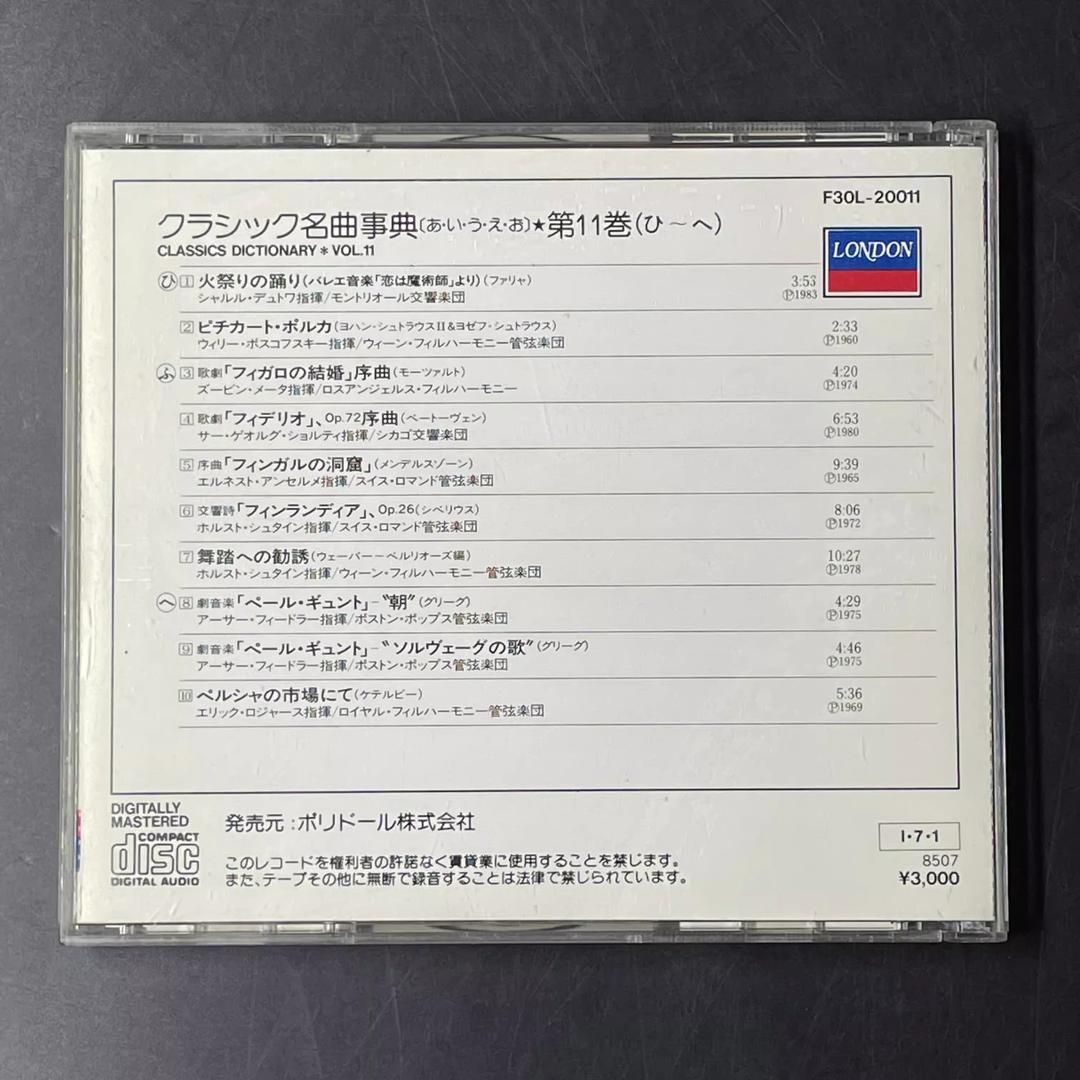 F30L-20011
クラシック名曲事典〔あ・い・う・え・お〕★第11巻(ひ～へ)
CLASSICS DICTIONARY * VOL.11
LONDON
ひ 1 火祭りの踊り(バレエ音楽「恋は魔術師」より)(ファリャ) 3:53
シャルル・デュトワ指揮/モントリオール交響楽団 Ⓟ1983
2 ピチカート・ポルカ(ヨハン・シュトラウスII&ヨゼフ・シュトラウス) 2:33
ウィリー・ボスコフスキー指揮/ウィーン・フィルハーモニー管弦楽団 Ⓟ1960
ふ 3 歌劇「フィガロの結婚」序曲(モーツァルト) 4:20
ズービン・メータ指揮/ロスアンジェルス・フィルハーモニー Ⓟ1974
4 歌劇「フィデリオ」、Op.72序曲(ベートーヴェン) 6:53
サー・ゲオルグ・ショルティ指揮/シカゴ交響楽団 Ⓟ1980
5 序曲「フィンガルの洞窟」(メンデルスゾーン) 9:39
エルネスト・アンセルメ指揮/スイス・ロマンド管弦楽団 Ⓟ1965
6 交響詩「フィンランディア」、Op.26(シベリウス) 8:06
ホルスト・シュタイン指揮/スイス・ロマンド管弦楽団 Ⓟ1972
7 舞踏への勧誘(ウェーバー－ベルリオーズ編) 10:27
ホルスト・シュタイン指揮/ウィーン・フィルハーモニー管弦楽団 Ⓟ1978
へ 8 劇音楽「ペール・ギュント」－〝朝〞(グリーグ) 4:29
アーサー・フィードラー指揮/ボストン・ポップス管弦楽団 Ⓟ1975
9 劇音楽「ペール・ギュント」－〝ソルヴェーグの歌〞(グリーグ) 4:46
アーサー・フィードラー指揮/ボストン・ポップス管弦楽団 Ⓟ1975
10 ペルシャの市場にて(ケテルビー) 5:36
エリック・ロジャース指揮/ロイヤル・フィルハーモニー管弦楽団 Ⓟ1969
DIGITALLY
MASTERED
COMPACT
disc
DIGITAL AUDIO
発売元:ポリドール株式会社
このレコードを権利者の許諾なく賃貸業に使用することを禁じます。
また、テープその他に無断で録音することは法律で禁じられています。
I・7・1
8507
¥3,000